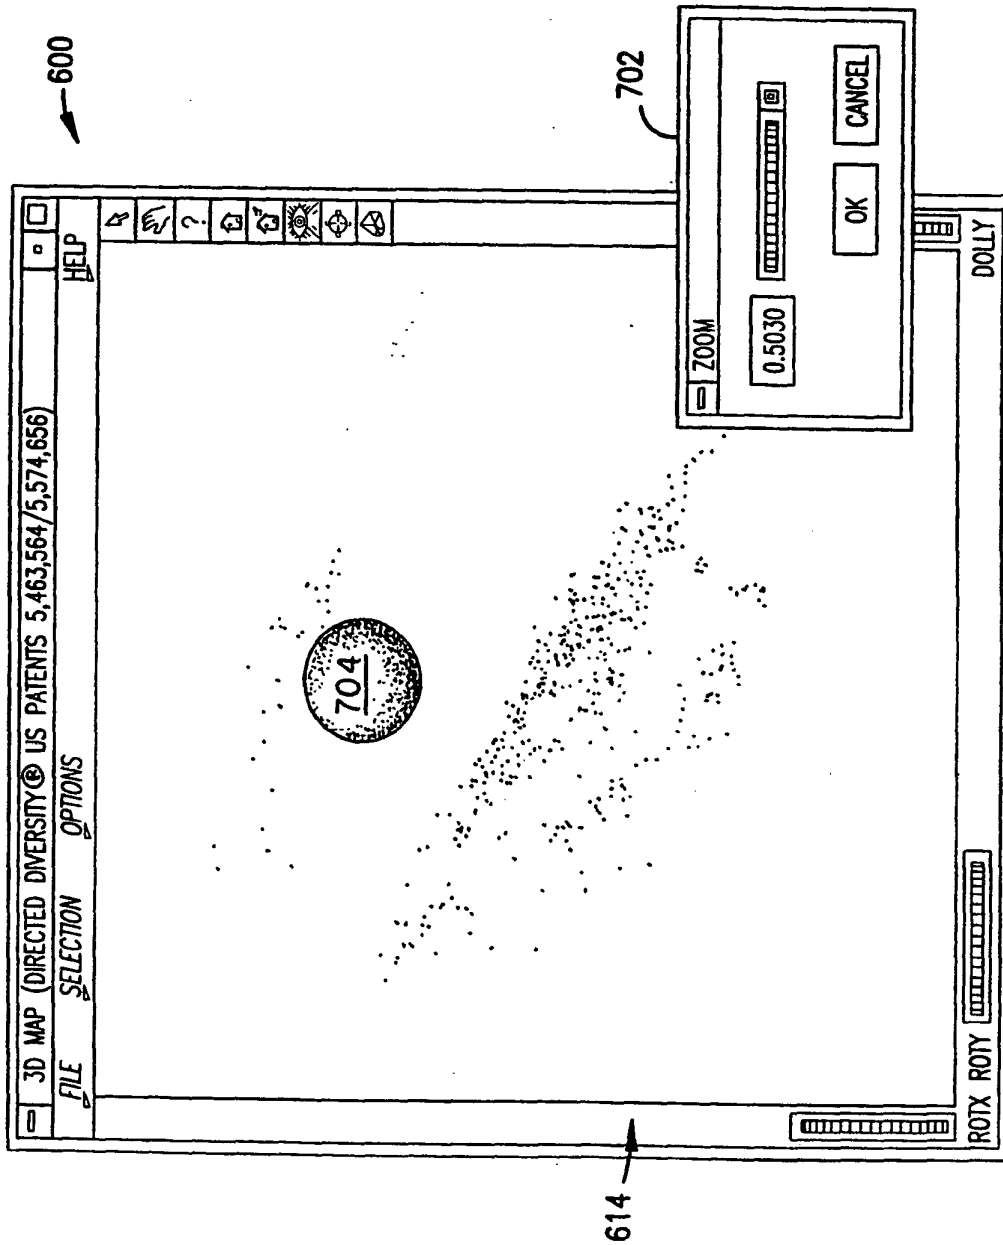 600
3D MAP (DIRECTED DIVERSITY® US PATENTS 5,463,564/5,574,656)
FILE SELECTION OPTIONS HELP
?
704
702
ZOOM
0.5030
OK CANCEL
614
ROTX ROTY DOLLY